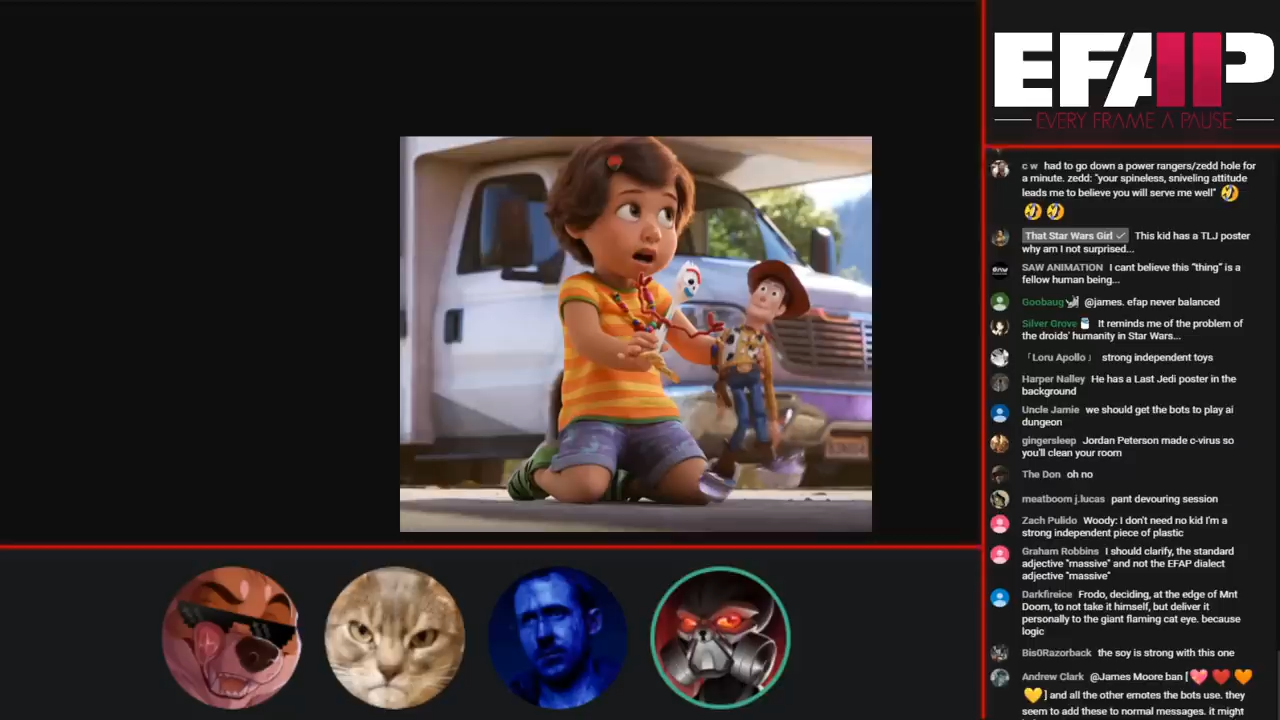 EFAP
EVERY FRAME A PAUSE
c w had to go down a power rangers/zedd hole for
a minute. zedd: "your spineless, sniveling attitude
leads me to believe you will serve me well"
That Star Wars Girl This kid has a TLJ poster
why am I not surprised...
SAW ANIMATION I cant believe this "thing" is a
fellow human being...
Goobaug @james. efap never balanced
Silver Grove It reminds me of the problem of
the droids' humanity in Star Wars...
「Loru Apollo」 strong independent toys
Harper Nalley He has a Last Jedi poster in the
background
Uncle Jamie we should get the bots to play ai
dungeon
gingersleep Jordan Peterson made c-virus so
you'll clean your room
The Don oh no
meatboom j.lucas pant devouring session
Zach Pulido Woody: I don't need no kid I'm a
strong independent piece of plastic
Graham Robbins I should clarify, the standard
adjective "massive" and not the EFAP dialect
adjective "massive"
Darkfireice Frodo, deciding, at the edge of Mnt
Doom, to not take it himself, but deliver it
personally to the giant flaming cat eye. because
logic
Bis0Razorback the soy is strong with this one
Andrew Clark @James Moore ban [
] and all the other emotes the bots use. they
seem to add these to normal messages. it might